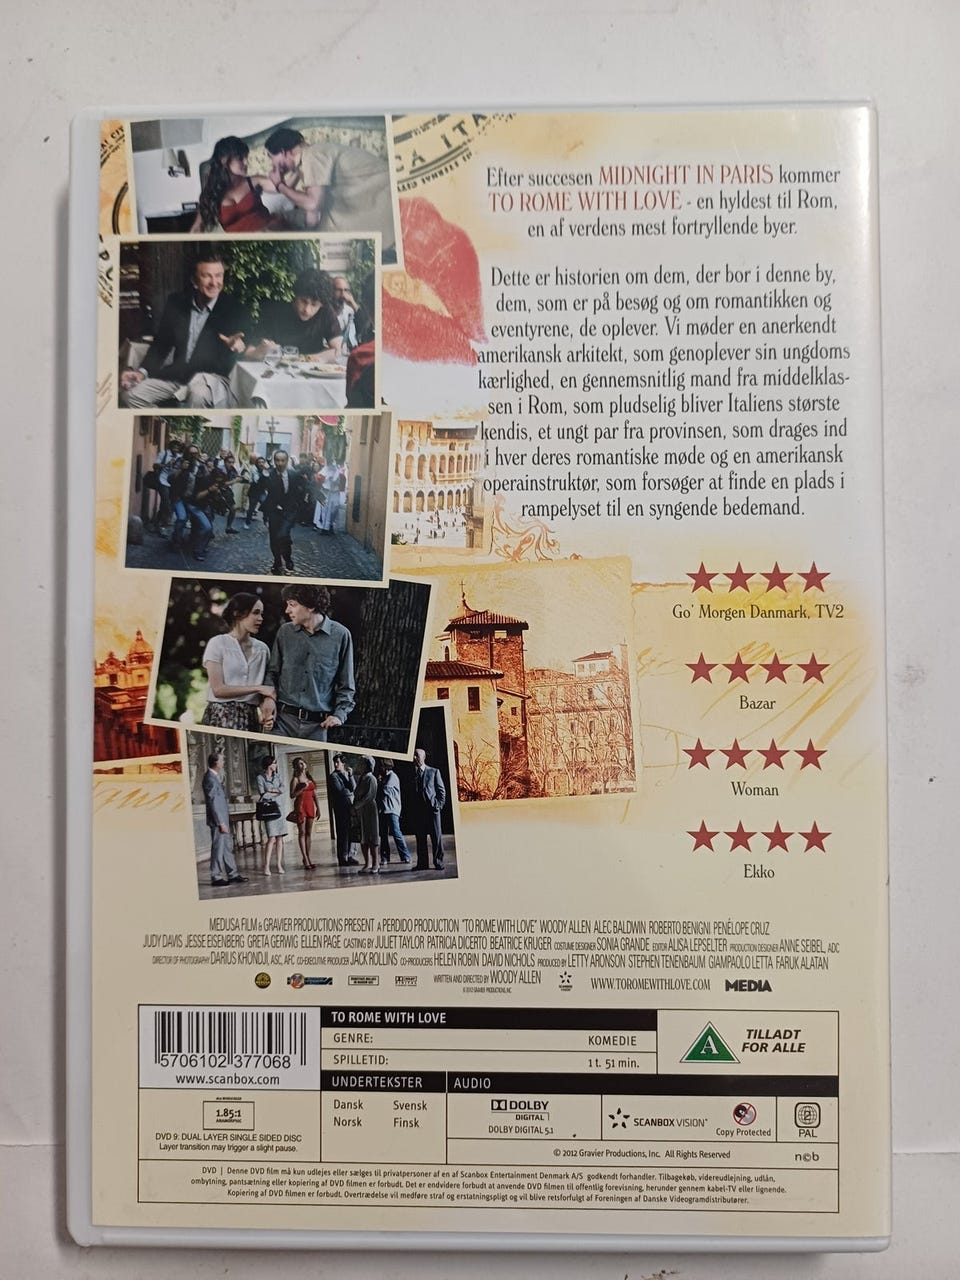 CA ITA
ETERNAL CITY
Efter succesen MIDNIGHT IN PARIS kommer
TO ROME WITH LOVE - en hyldest til Rom,
en af verdens mest fortryllende byer.
Dette er historien om dem, der bor i denne by,
dem, som er på besøg og om romantikken og
eventyrene, de oplever. Vi møder en anerkendt
amerikansk arkitekt, som genoplever sin ungdoms
kærlighed, en gennemsnitlig mand fra middelklas-
sen i Rom, som pludselig bliver Italiens største
kendis, et ungt par fra provinsen, som drages ind
i hver deres romantiske møde og en amerikansk
operainstruktør, som forsøger at finde en plads i
rampelyset til en syngende bedemand.
Go' Morgen Danmark, TV2
Bazar
Woman
Ekko
MEDUSA FILM & GRAVIER PRODUCTIONS PRESENT A PERDIDO PRODUCTION "TO ROME WITH LOVE" WOODY ALLEN ALEC BALDWIN ROBERTO BENIGNI PENÉLOPE CRUZ
JUDY DAVIS JESSE EISENBERG GRETA GERWIG ELLEN PAGE CASTING BY JULIET TAYLOR PATRICIA DICERTO BEATRICE KRUGER COSTUME DESIGNER SONIA GRANDE EDITOR ALISA LEPSELTER PRODUCTION DESIGNER ANNE SEIBEL, ADC
DIRECTOR OF PHOTOGRAPHY DARIUS KHONDJI, ASC, AFC CO-EXECUTIVE PRODUCER JACK ROLLINS CO-PRODUCERS HELEN ROBIN DAVID NICHOLS PRODUCED BY LETTY ARONSON STEPHEN TENENBAUM GIAMPAOLO LETTA FARUK ALATAN
WRITTEN AND DIRECTED BY WOODY ALLEN WWW.TOROMEWITHLOVE.COM MEDIA
© 2012 GRAVIER PRODUCTIONS, INC.
5706102 377068
www.scanbox.com
TO ROME WITH LOVE
GENRE: KOMEDIE
SPILLETID: 1 t. 51 min.
A TILLADT
FOR ALLE
UNDERTEKSTER AUDIO
Dansk Svensk
Norsk Finsk
DOLBY
DIGITAL
DOLBY DIGITAL 5.1
SCANBOX VISION
Copy Protected
2
PAL
1.85:1
ANAMORPHIC
DVD 9: DUAL LAYER SINGLE SIDED DISC
Layer transition may trigger a slight pause.
© 2012 Gravier Productions, Inc. All Rights Reserved
n©b
DVD | Denne DVD film må kun udlejes eller sælges til privatpersoner af en af Scanbox Entertainment Denmark A/S godkendt forhandler. Tilbagekøb, videreudlejning, udlån,
ombytning, pantsætning eller kopiering af DVD filmen er forbudt. Det er endvidere forbudt at anvende DVD filmen til offentlig forevisning, herunder gennem kabel-TV eller lignende.
Kopiering af DVD filmen er forbudt. Overtrædelse vil medføre straf og erstatningspligt og vil blive retsforfulgt af Foreningen af Danske Videogramdistributører.